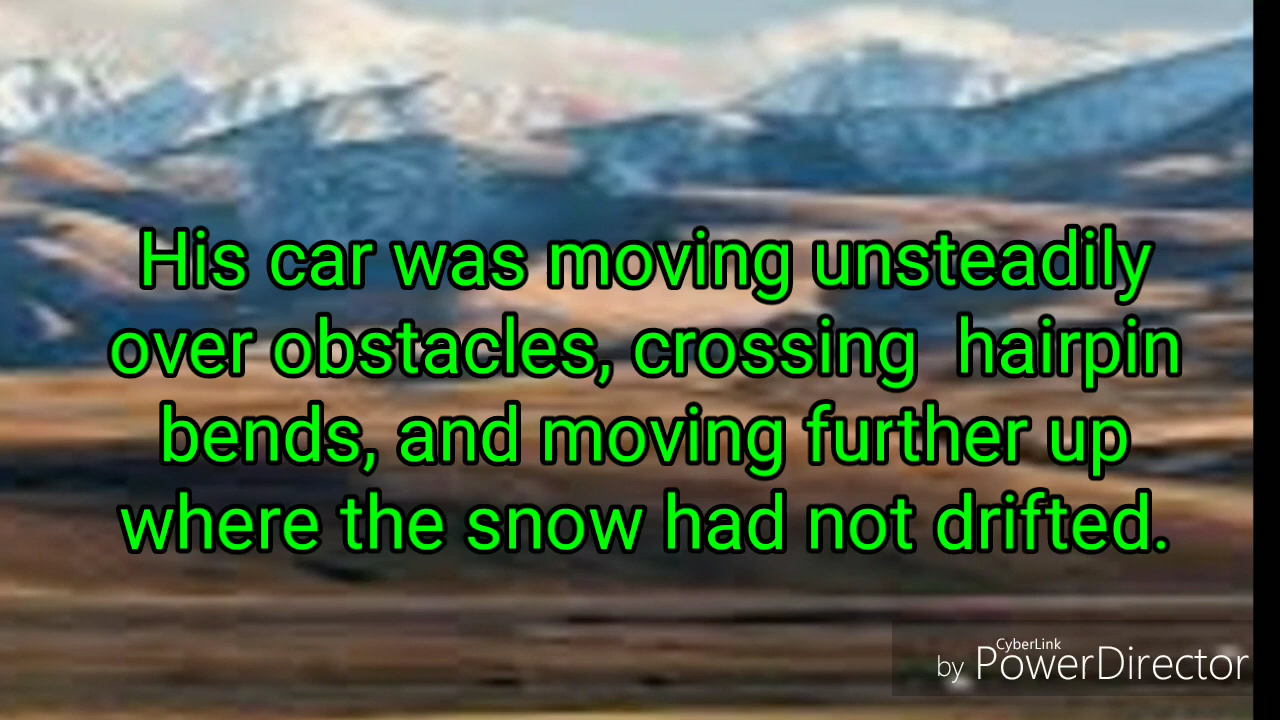 His car was moving unsteadily
over obstacles, crossing  hairpin
bends, and moving further up
where the snow had not drifted.
CyberLink
by PowerDirector